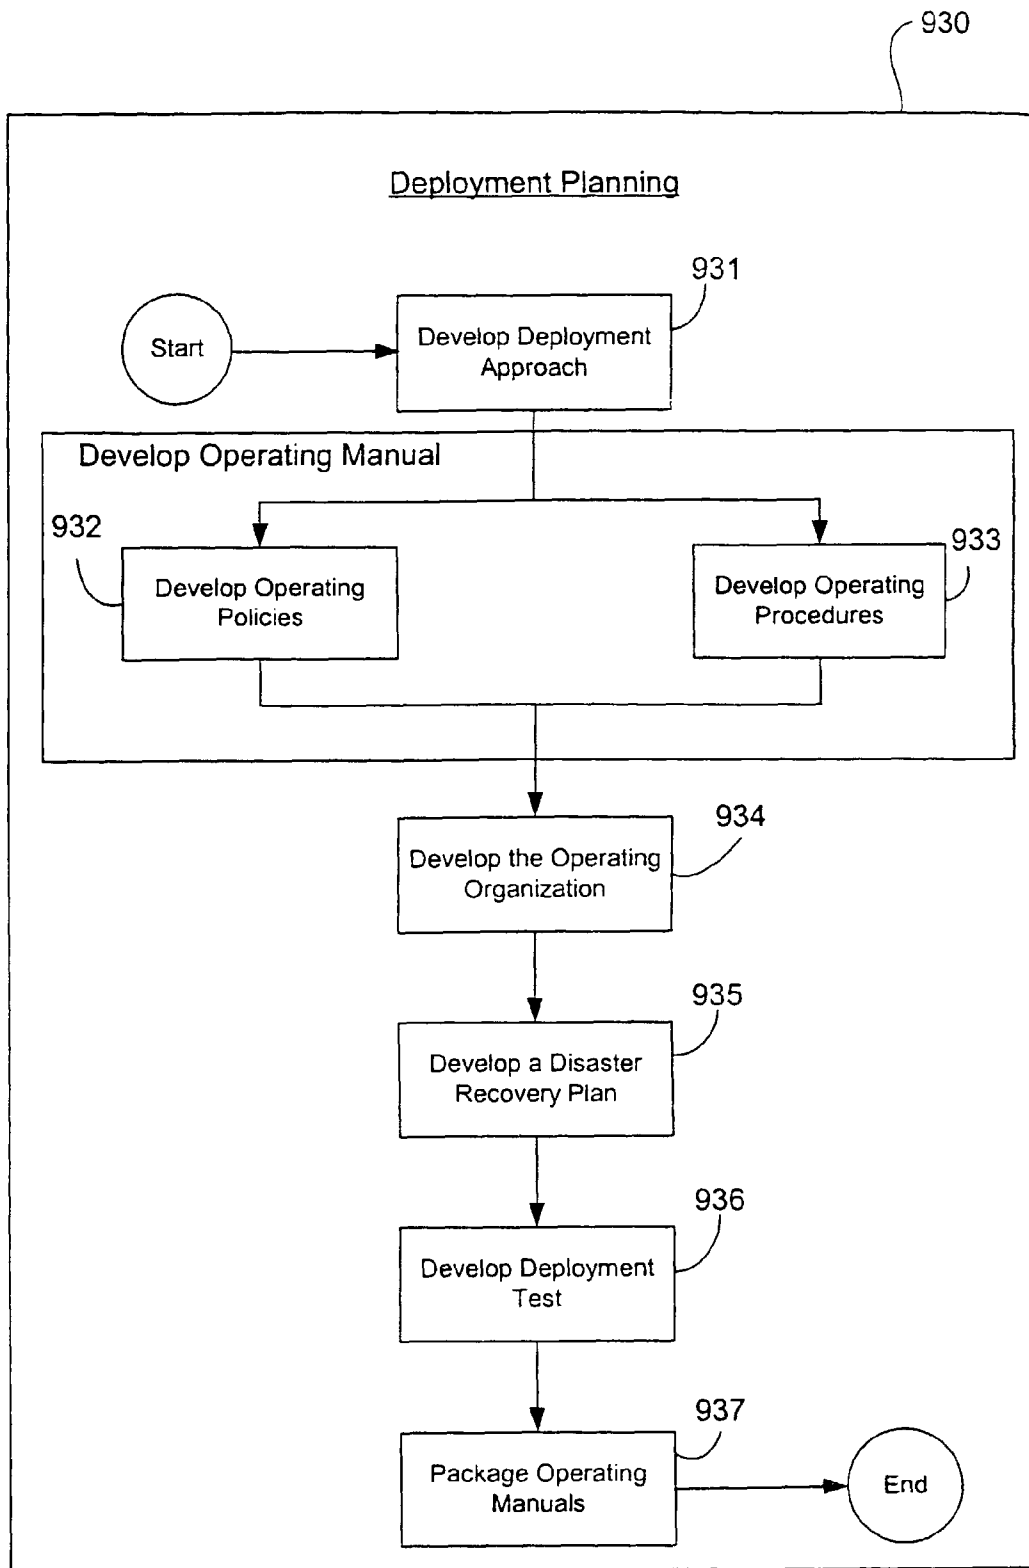 930
Deployment Planning
931
Start
Develop Deployment
Approach
Develop Operating Manual
932
933
Develop Operating
Policies
Develop Operating
Procedures
934
Develop the Operating
Organization
935
Develop a Disaster
Recovery Plan
936
Develop Deployment
Test
937
Package Operating
Manuals
End